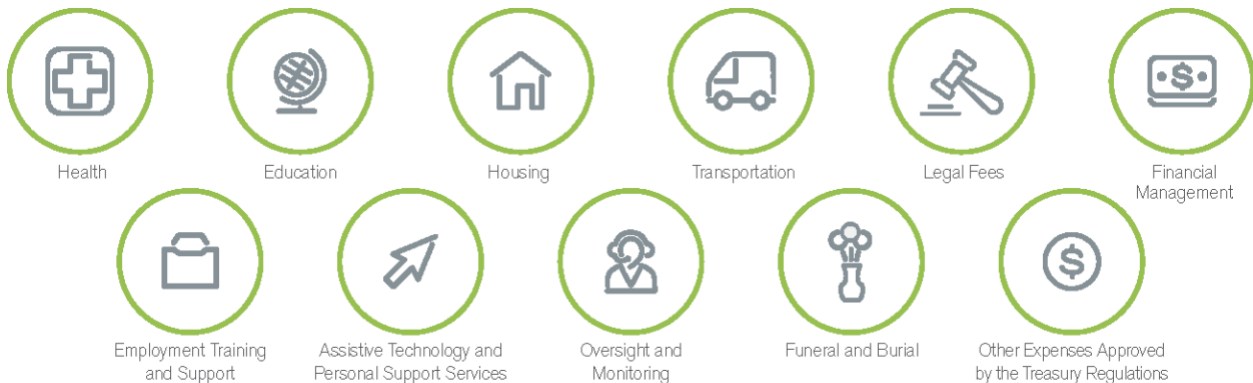 Health
Education
Housing
Transportation
Legal Fees
Financial
Management
Employment Training
and Support
Assistive Technology and
Personal Support Services
Oversight and
Monitoring
Funeral and Burial
Other Expenses Approved
by the Treasury Regulations